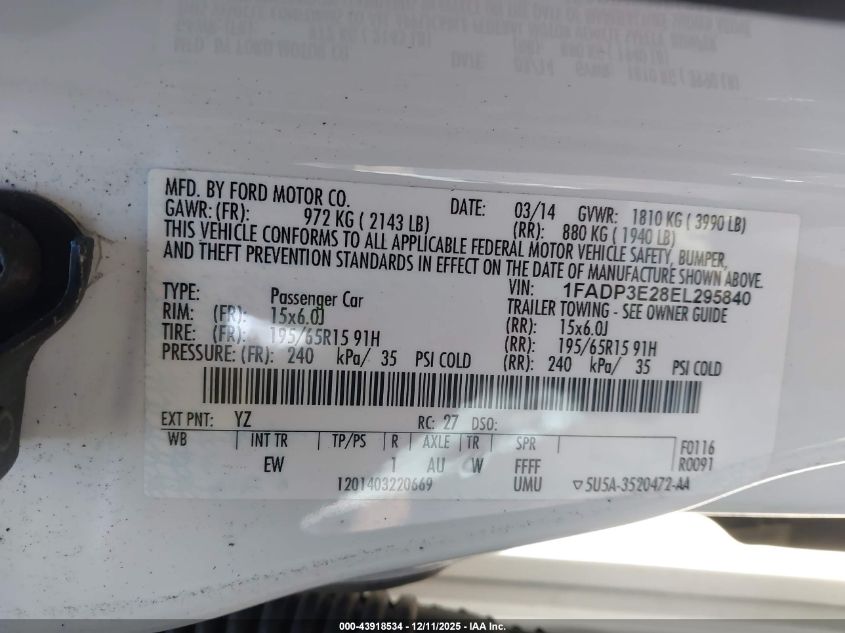 MFD. BY FORD MOTOR CO. DATE: 03/14 GVWR: 1810 KG ( 3990 LB)
GAWR: (FR): 972 KG ( 2143 LB) (RR): 880 KG ( 1940 LB)
THIS VEHICLE CONFORMS TO ALL APPLICABLE FEDERAL MOTOR VEHICLE SAFETY, BUMPER,
AND THEFT PREVENTION STANDARDS IN EFFECT ON THE DATE OF MANUFACTURE SHOWN ABOVE.
VIN: 1FADP3E28EL295840
TYPE: Passenger Car TRAILER TOWING - SEE OWNER GUIDE
RIM: (FR): 15x6.0J (RR): 15x6.0J
TIRE: (FR): 195/65R15 91H (RR): 195/65R15 91H
PRESSURE: (FR): 240 kPa/ 35 PSI COLD (RR): 240 kPa/ 35 PSI COLD
EXT PNT: YZ RC: 27 DSO:
WB INT TR TP/PS R AXLE TR SPR F0116
EW 1 AU W FFFF R0091
1201403220669 UMU ▽5U5A-3520472-AA
000-43918534 - 12/11/2025 - IAA Inc.